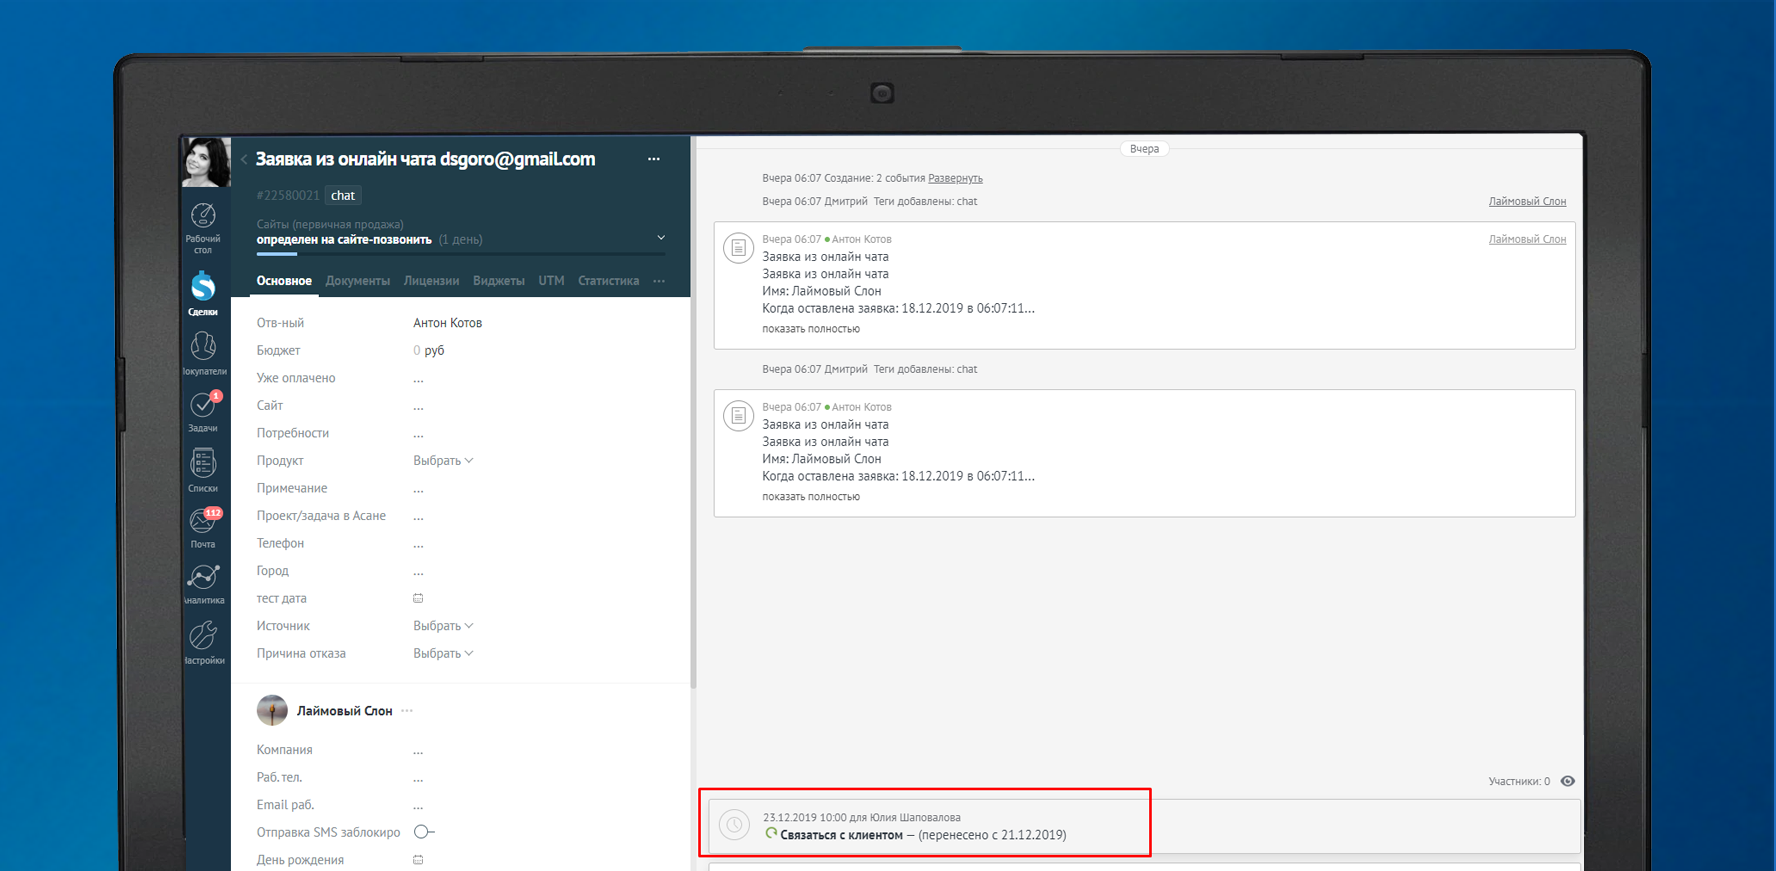 Рабочий
стол
Сделки
Покупатели
1
Задачи
Списки
112
Почта
Аналитика
Настройки
Заявка из онлайн чата dsgoro@gmail.com
...
#22580021 chat
Сайты (первичная продажа)
определен на сайте-позвонить (1 день)
Основное Документы Лицензии Виджеты UTM Статистика ...
Отв-ный Антон Котов
Бюджет 0 руб
Уже оплачено ...
Сайт ...
Потребности ...
Продукт Выбрать
Примечание ...
Проект/задача в Асане ...
Телефон ...
Город ...
тест дата
Источник Выбрать
Причина отказа Выбрать
Лаймовый Слон ...
Компания ...
Раб. тел. ...
Email раб. ...
Отправка SMS заблокиро
День рождения
Вчера
Вчера 06:07 Создание: 2 события Развернуть
Вчера 06:07 Дмитрий Теги добавлены: chat Лаймовый Слон
Вчера 06:07 Антон Котов Лаймовый Слон
Заявка из онлайн чата
Заявка из онлайн чата
Имя: Лаймовый Слон
Когда оставлена заявка: 18.12.2019 в 06:07:11...
показать полностью
Вчера 06:07 Дмитрий Теги добавлены: chat
Вчера 06:07 Антон Котов
Заявка из онлайн чата
Заявка из онлайн чата
Имя: Лаймовый Слон
Когда оставлена заявка: 18.12.2019 в 06:07:11...
показать полностью
Участники: 0
23.12.2019 10:00 для Юлия Шаповалова
Связаться с клиентом — (перенесено с 21.12.2019)